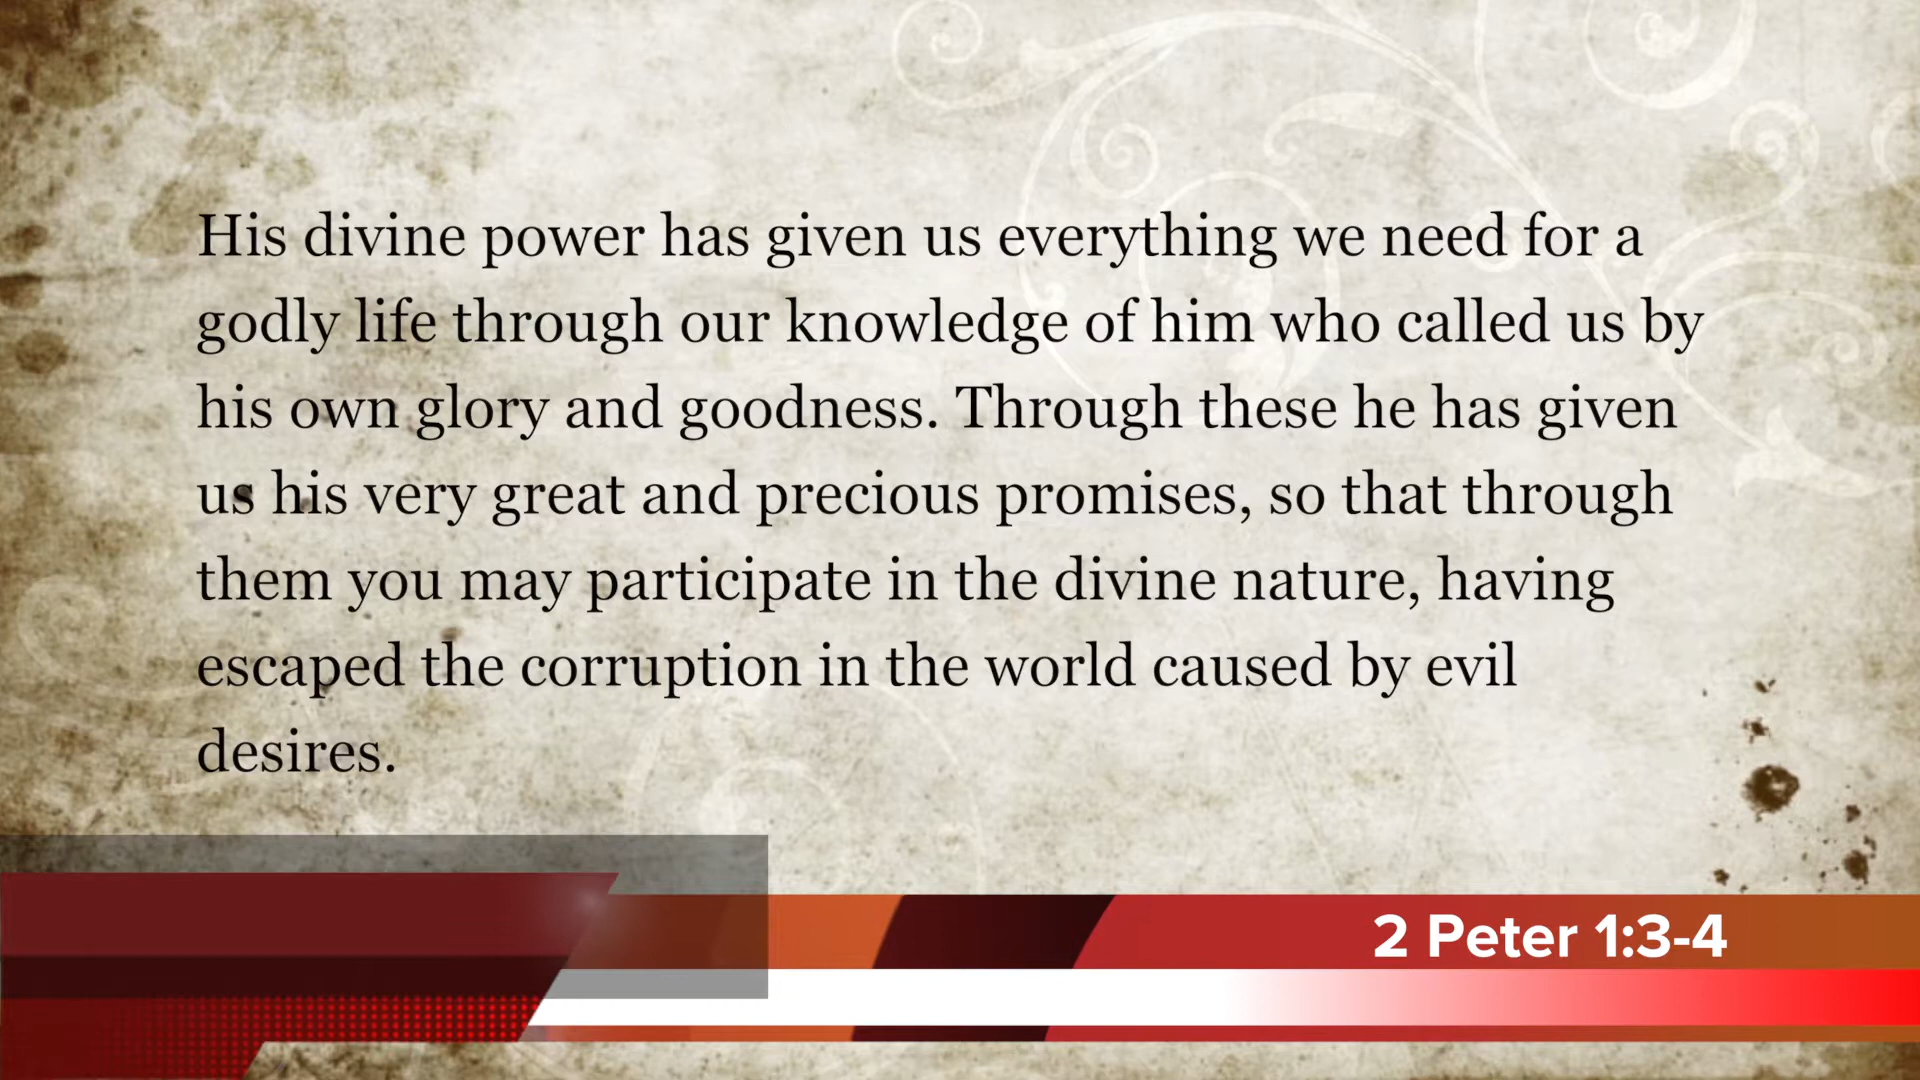 His divine power has given us everything we need for a
godly life through our knowledge of him who called us by
his own glory and goodness. Through these he has given
us his very great and precious promises, so that through
them you may participate in the divine nature, having
escaped the corruption in the world caused by evil
desires.
2 Peter 1:3-4